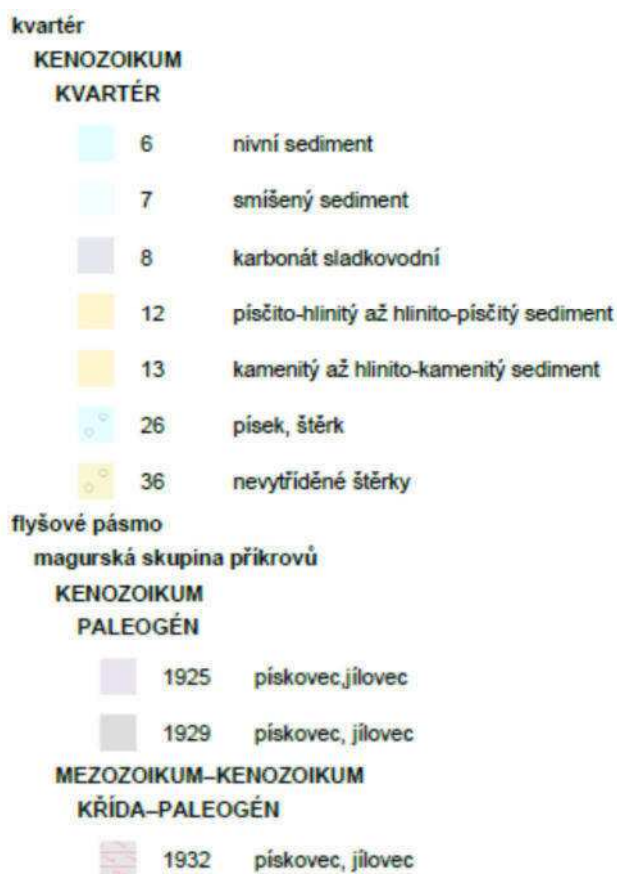 kvartér
KENOZOIKUM
KVARTÉR
6 nivní sediment
7 smíšený sediment
8 karbonát sladkovodní
12 písčito-hlinitý až hlinito-písčitý sediment
13 kamenitý až hlinito-kamenitý sediment
26 písek, štěrk
36 nevytříděné štěrky
flyšové pásmo
magurská skupina příkrovů
KENOZOIKUM
PALEOGÉN
1925 pískovec,jílovec
1929 pískovec, jílovec
MEZOZOIKUM–KENOZOIKUM
KŘÍDA–PALEOGÉN
1932 pískovec, jílovec